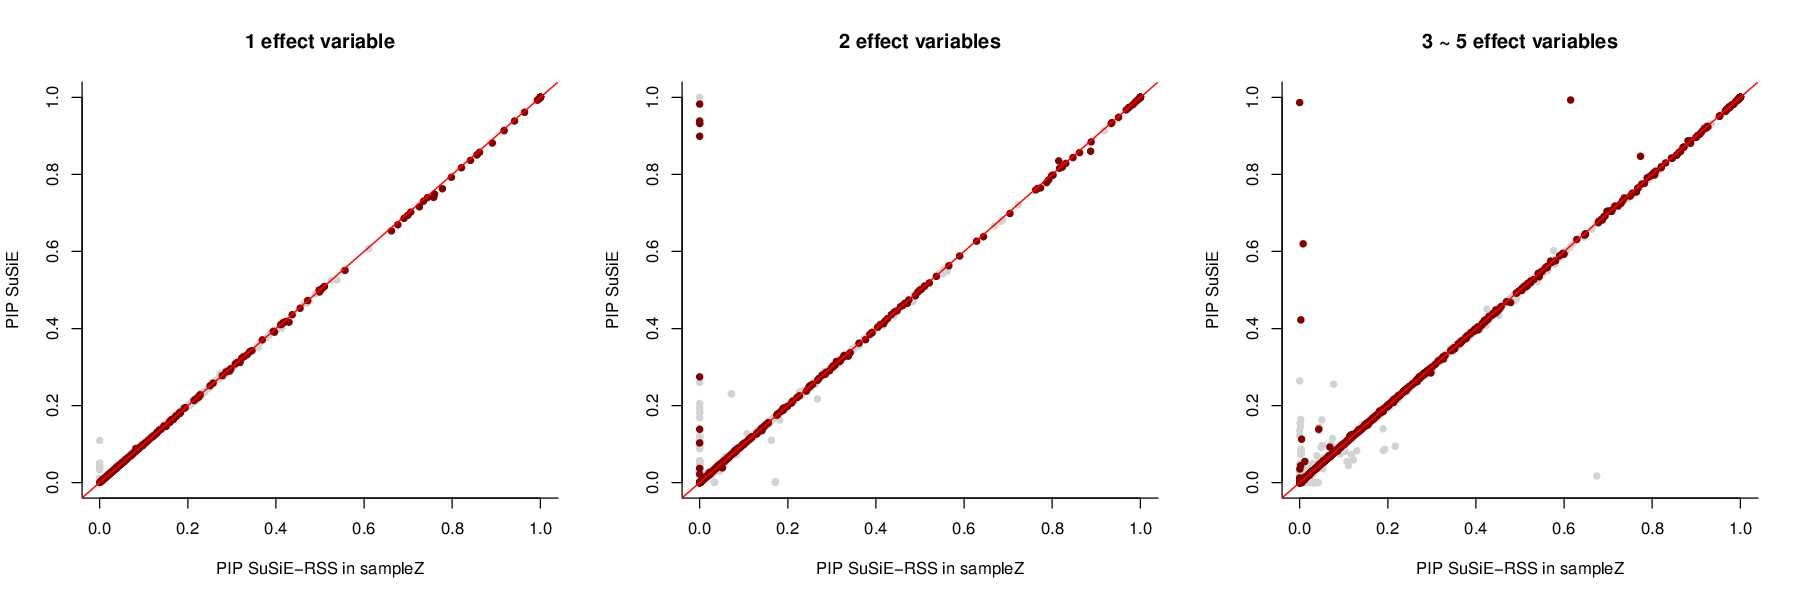 1 effect variable
1.0
0.8
0.6
0.4
0.2
0.0
PIP SuSiE
0.0 0.2 0.4 0.6 0.8 1.0
PIP SuSiE−RSS in sampleZ
2 effect variables
1.0
0.8
0.6
0.4
0.2
0.0
PIP SuSiE
0.0 0.2 0.4 0.6 0.8 1.0
PIP SuSiE−RSS in sampleZ
3 ~ 5 effect variables
1.0
0.8
0.6
0.4
0.2
0.0
PIP SuSiE
0.0 0.2 0.4 0.6 0.8 1.0
PIP SuSiE−RSS in sampleZ